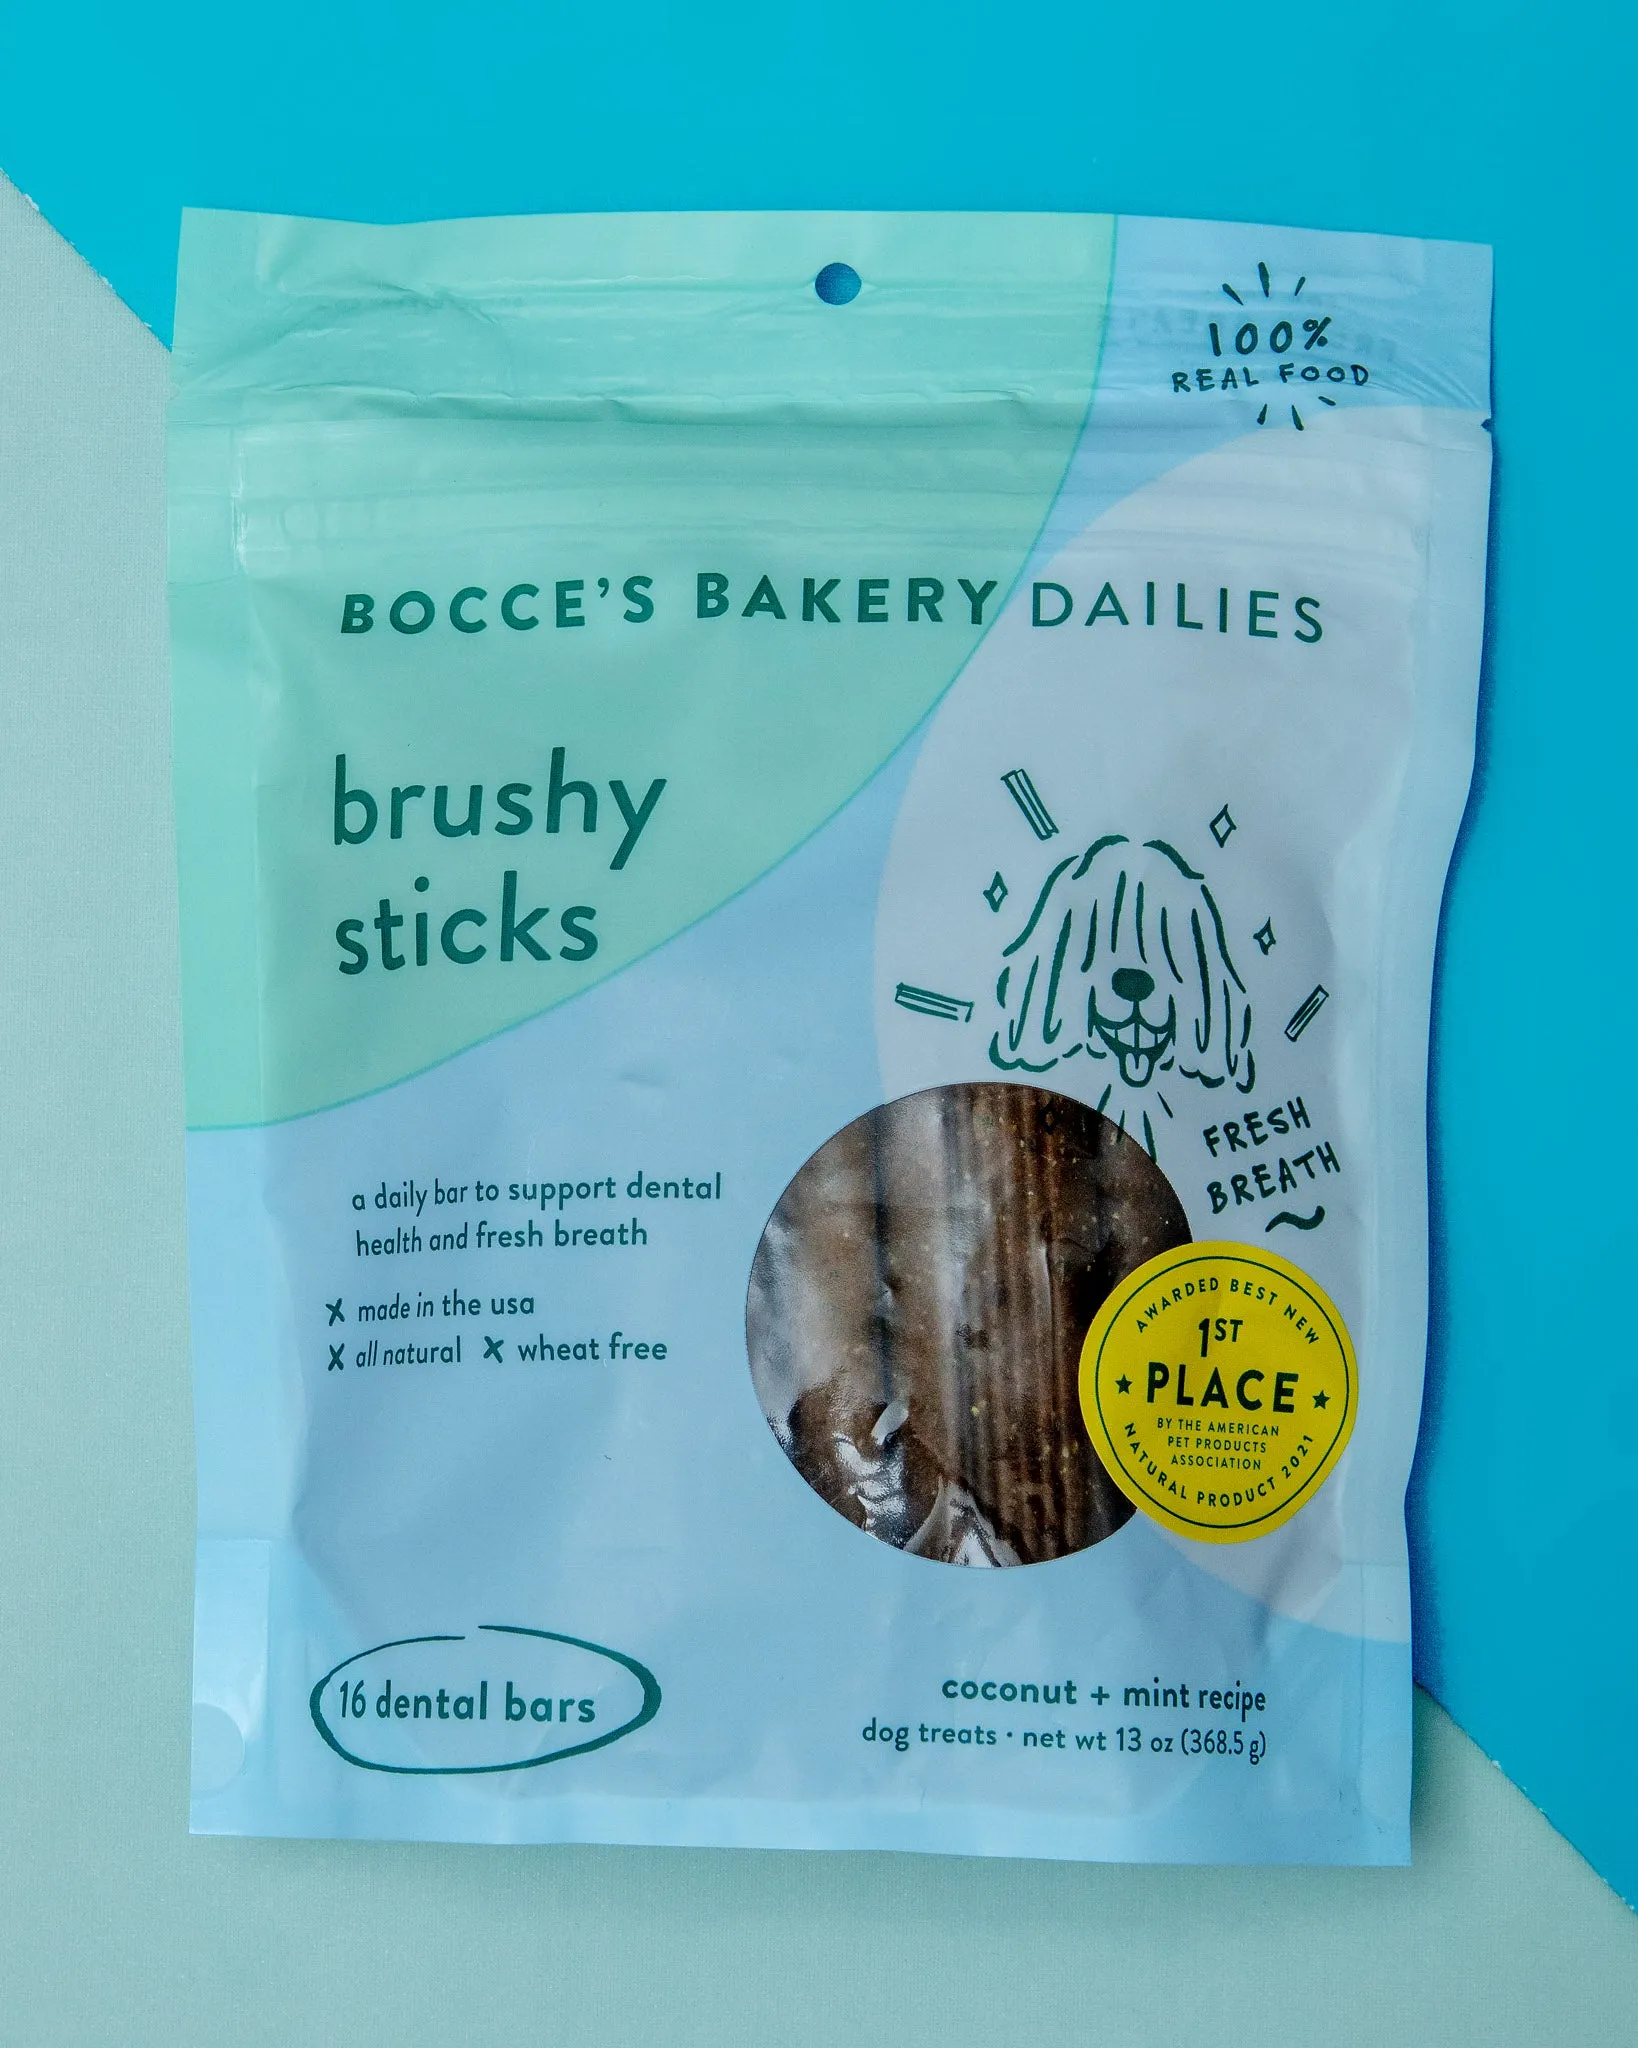 100%
REAL FOOD
BOCCE'S BAKERY DAILIES
brushy
sticks
FRESH
BREATH
a daily bar to support dental
health and fresh breath
x made in the usa
x all natural x wheat free
AWARDED BEST NEW
1ST
PLACE
BY THE AMERICAN
PET PRODUCTS
ASSOCIATION
NATURAL PRODUCT 2021
16 dental bars
coconut + mint recipe
dog treats · net wt 13 oz (368.5 g)